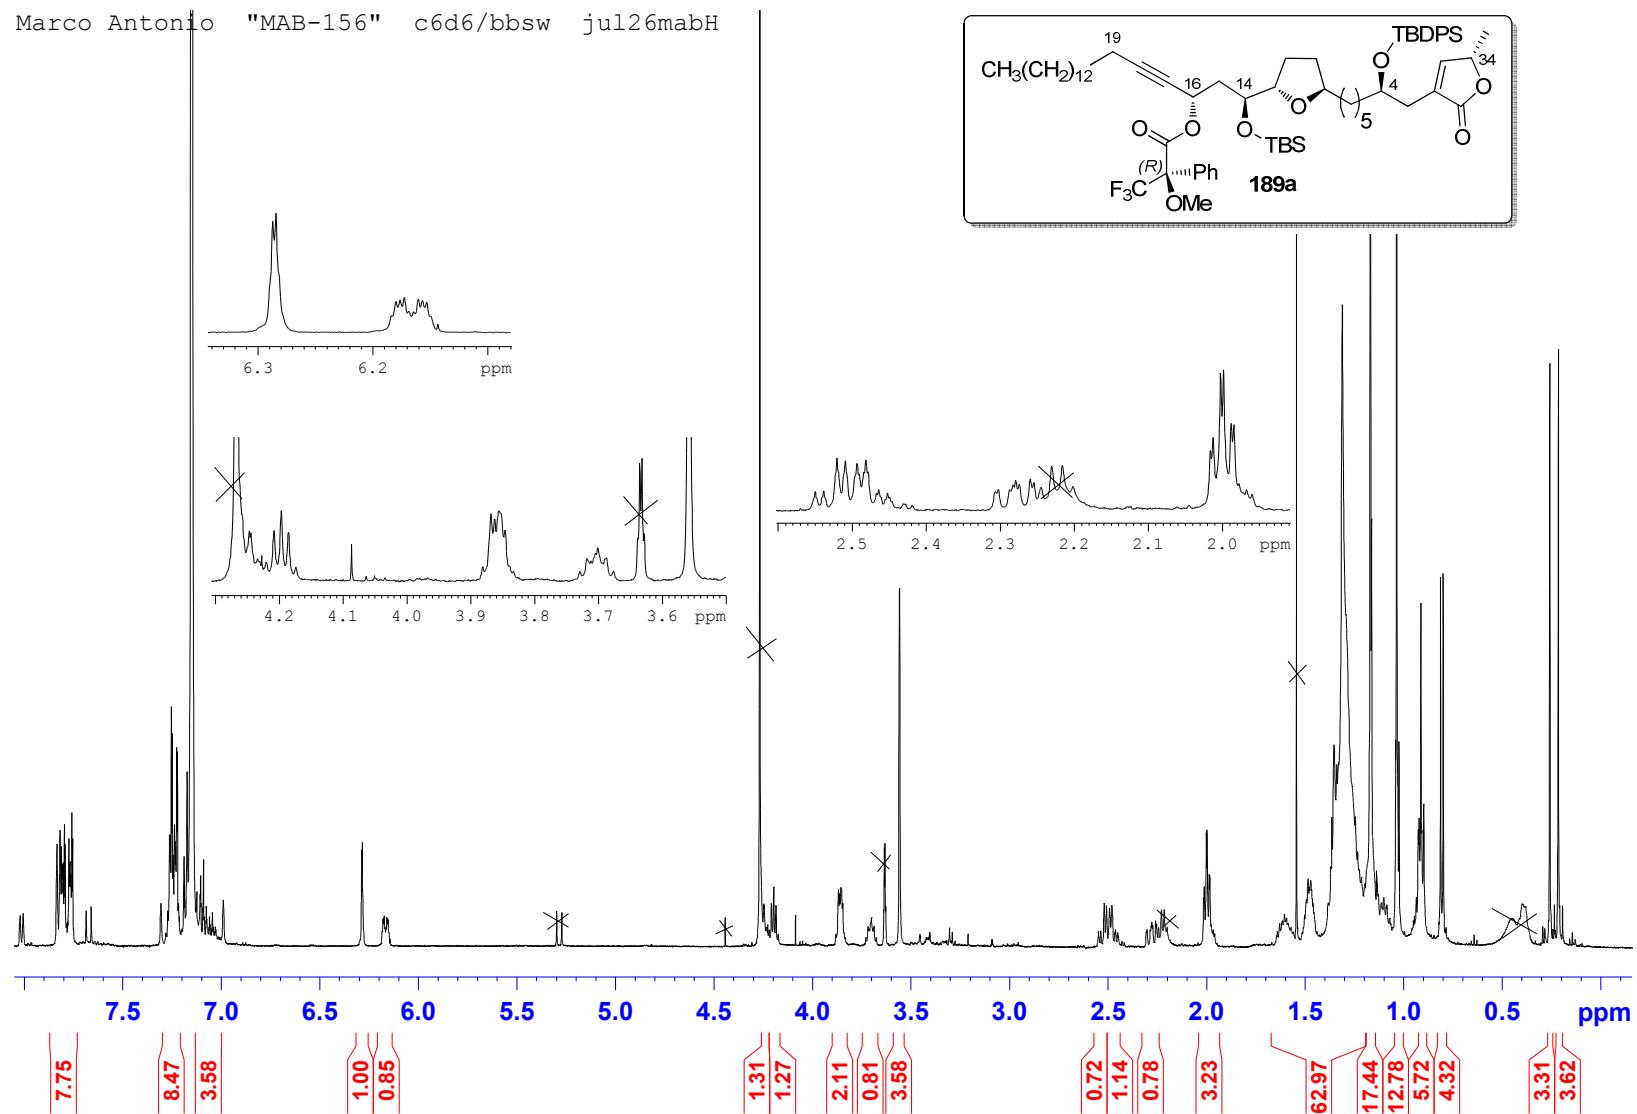 Marco Antonio "MAB-156" c6d6/bbsw jul26mabH
TBDPS
19
34
O
CH3(CH2)12
16
14
4
O
O
O
5
O
O
O
O
TBS
(R)
Ph
F3C
189a
OMe
6.3 6.2 ppm
4.2 4.1 4.0 3.9 3.8 3.7 3.6 ppm
2.5 2.4 2.3 2.2 2.1 2.0 ppm
7.5 7.0 6.5 6.0 5.5 5.0 4.5 4.0 3.5 3.0 2.5 2.0 1.5 1.0 0.5 ppm
7.75 8.47 3.58 1.00 0.85 1.31 1.27 2.11 0.81 3.58 0.72 1.14 0.78 3.23 62.97 17.44 12.78 5.72 4.32 3.31 3.62